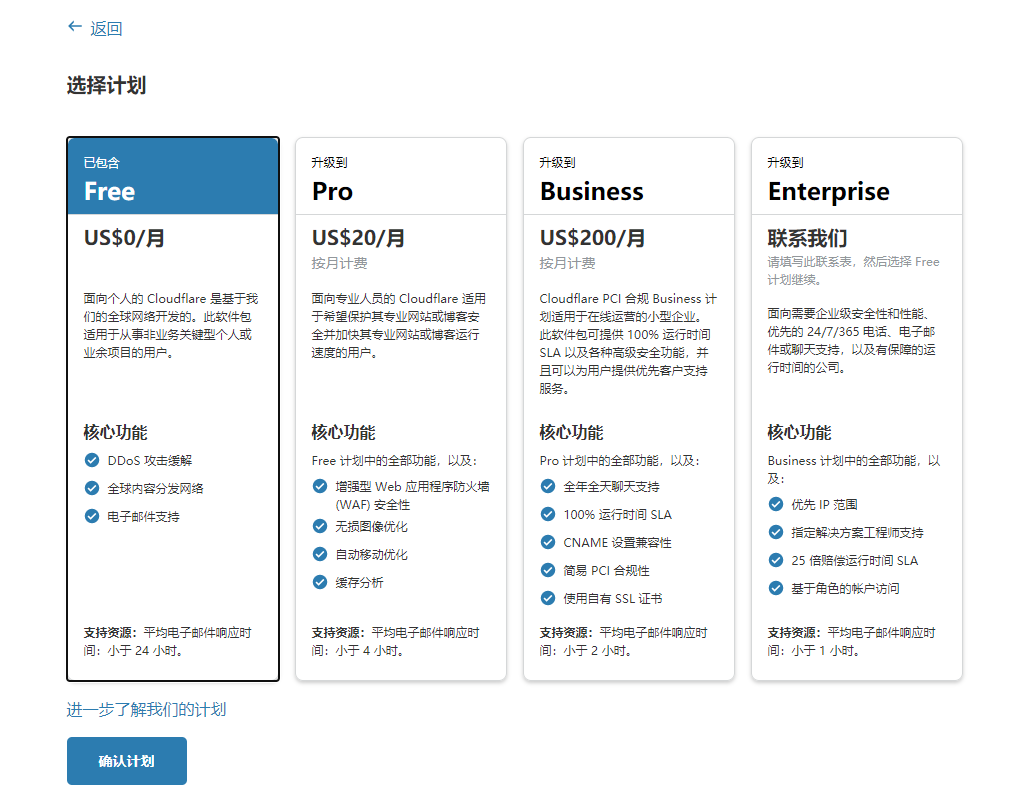 ← 返回
选择计划
已包含
Free
US$0/月
面向个人的 Cloudflare 是基于我
们的全球网络开发的。此软件包
适用于从事非业务关键型个人或
业余项目的用户。
核心功能
DDoS 攻击缓解
全球内容分发网络
电子邮件支持
支持资源：平均电子邮件响应时
间：小于 24 小时。
升级到
Pro
US$20/月
按月计费
面向专业人员的 Cloudflare 适用
于希望保护其专业网站或博客安
全并加快其专业网站或博客运行
速度的用户。
核心功能
Free 计划中的全部功能，以及：
增强型 Web 应用程序防火墙
(WAF) 安全性
无损图像优化
自动移动优化
缓存分析
支持资源：平均电子邮件响应时
间：小于 4 小时。
升级到
Business
US$200/月
按月计费
Cloudflare PCI 合规 Business 计
划适用于在线运营的小型企业。
此软件包可提供 100% 运行时间
SLA 以及各种高级安全功能，并
且可以为用户提供优先客户支持
服务。
核心功能
Pro 计划中的全部功能，以及：
全年全天聊天支持
100% 运行时间 SLA
CNAME 设置兼容性
简易 PCI 合规性
使用自有 SSL 证书
支持资源：平均电子邮件响应时
间：小于 2 小时。
升级到
Enterprise
联系我们
请填写此联系表，然后选择 Free
计划继续。
面向需要企业级安全性和性能、
优先的 24/7/365 电话、电子邮
件或聊天支持，以及有保障的运
行时间的公司。
核心功能
Business 计划中的全部功能，以
及：
优先 IP 范围
指定解决方案工程师支持
25 倍赔偿运行时间 SLA
基于角色的帐户访问
支持资源：平均电子邮件响应时
间：小于 1 小时。
进一步了解我们的计划
确认计划